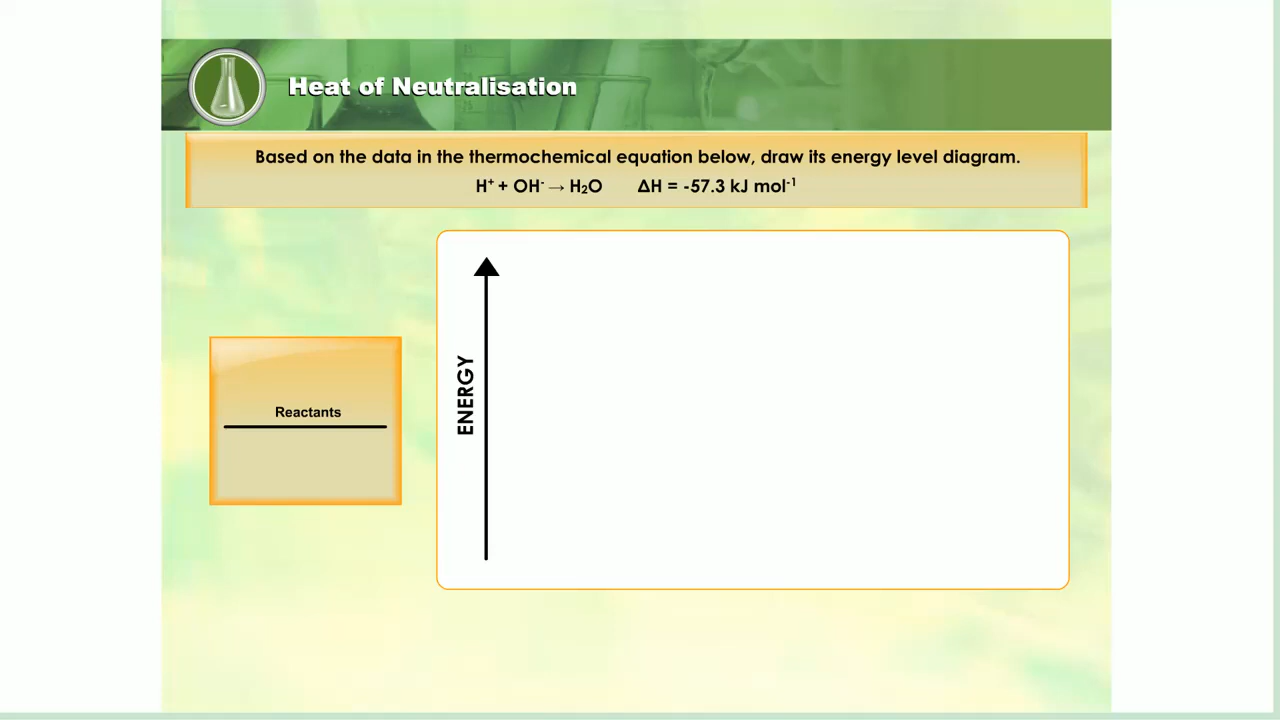 Heat of Neutralisation
Based on the data in the thermochemical equation below, draw its energy level diagram.
H⁺ + OH⁻ → H₂O ΔH = -57.3 kJ mol⁻¹
Reactants
ENERGY